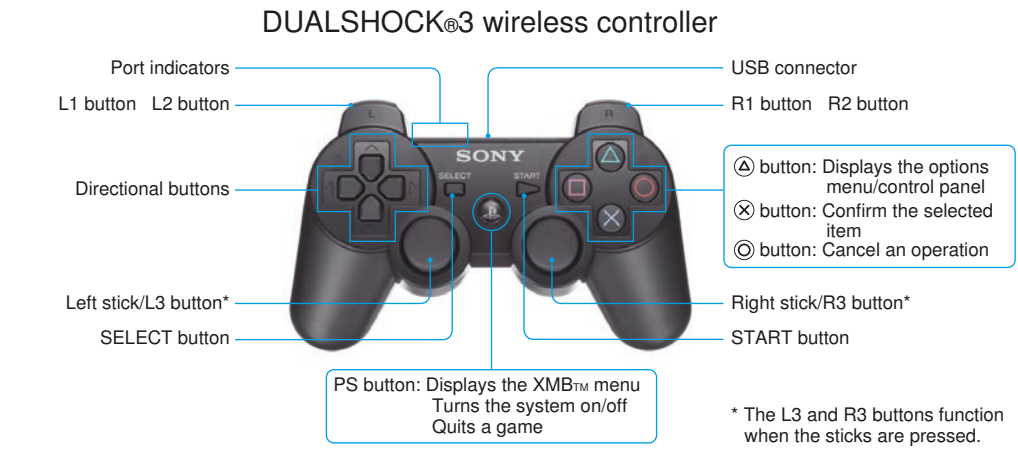 DUALSHOCK®3 wireless controller
Port indicators
USB connector
L1 button L2 button
R1 button R2 button
L
R
SONY
SELECT
START
Directional buttons
△ button: Displays the options
menu/control panel
✕ button: Confirm the selected
item
○ button: Cancel an operation
Left stick/L3 button*
Right stick/R3 button*
SELECT button
START button
PS button: Displays the XMB™ menu
Turns the system on/off
Quits a game
* The L3 and R3 buttons function
when the sticks are pressed.